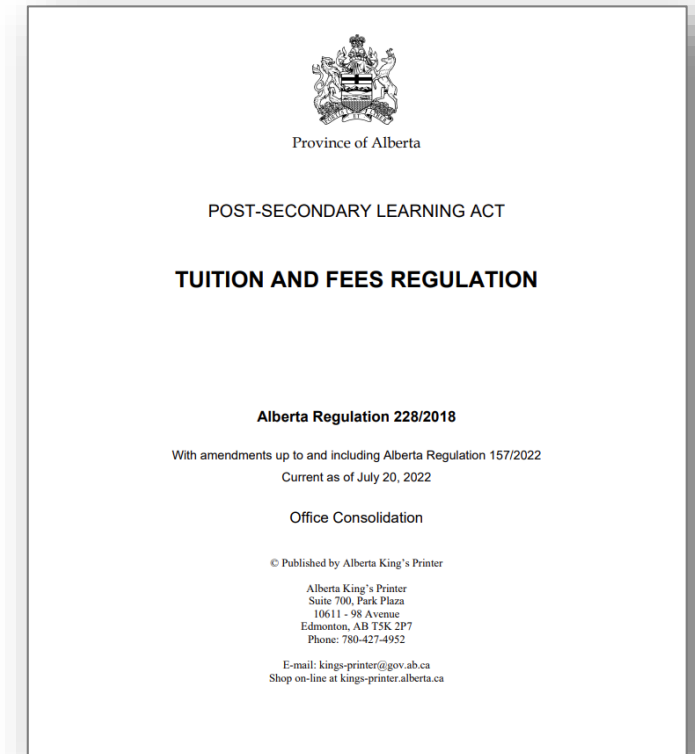 Province of Alberta
POST-SECONDARY LEARNING ACT
TUITION AND FEES REGULATION
Alberta Regulation 228/2018
With amendments up to and including Alberta Regulation 157/2022
Current as of July 20, 2022
Office Consolidation
© Published by Alberta King's Printer
Alberta King's Printer
Suite 700, Park Plaza
10611 - 98 Avenue
Edmonton, AB T5K 2P7
Phone: 780-427-4952
E-mail: kings-printer@gov.ab.ca
Shop on-line at kings-printer.alberta.ca